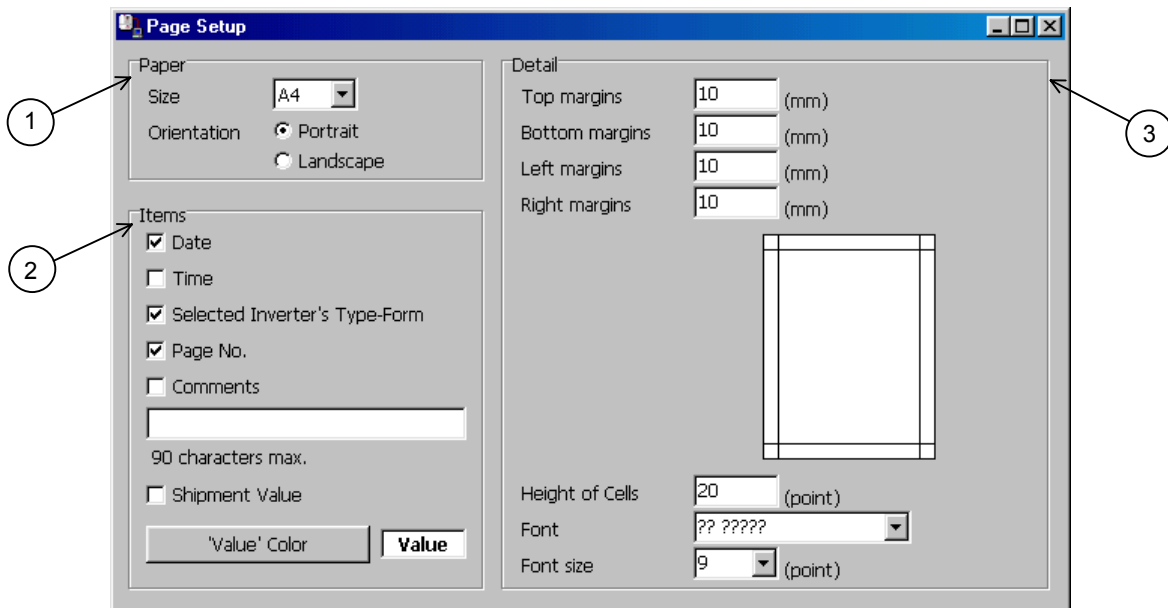 Page Setup
Paper
Size A4
Orientation Portrait
Landscape
1
Items
Date
Time
Selected Inverter's Type-Form
Page No.
Comments
90 characters max.
Shipment Value
'Value' Color Value
2
Detail
Top margins 10 (mm)
Bottom margins 10 (mm)
Left margins 10 (mm)
Right margins 10 (mm)
Height of Cells 20 (point)
Font ?? ?????
Font size 9 (point)
3